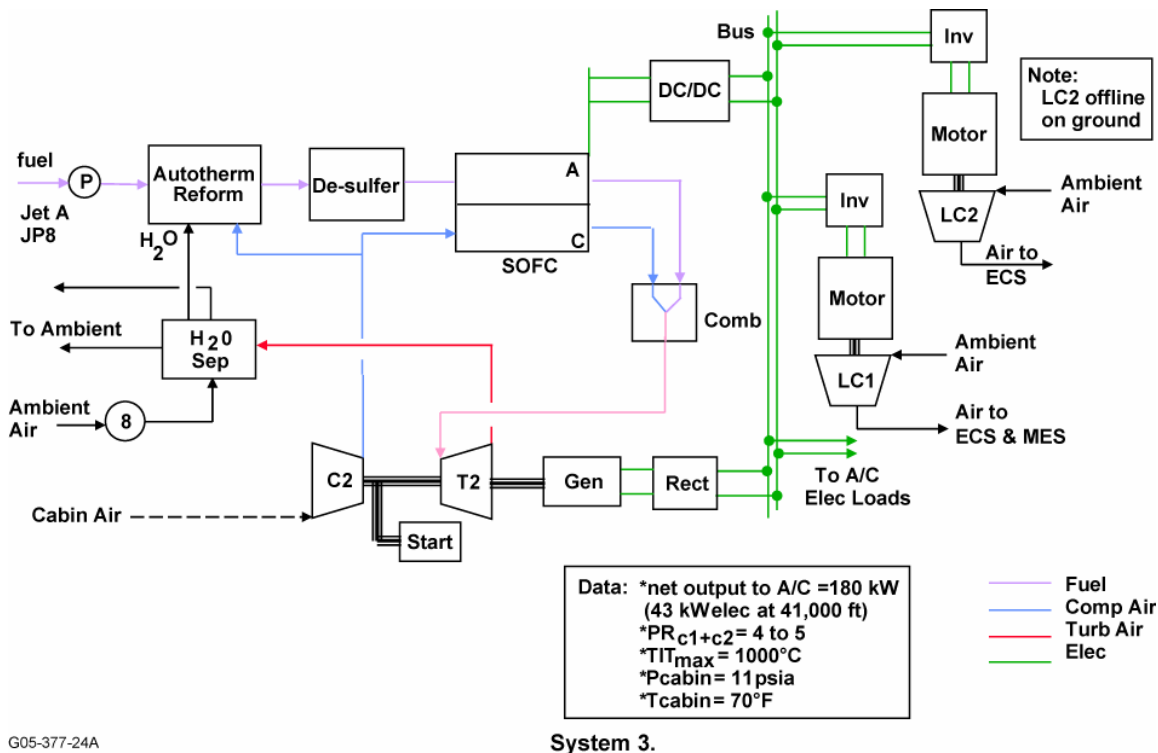 Bus
Inv
Note:
LC2 offline
on ground
DC/DC
Motor
fuel
P
Jet A
JP8
Autotherm
Reform
De-sulfer
A
C
SOFC
H2O
Inv
LC2
Ambient
Air
Air to
ECS
Motor
Comb
To Ambient
H20
Sep
LC1
Ambient
Air
Ambient
Air
8
Air to
ECS & MES
C2
T2
Gen
Rect
To A/C
Elec Loads
Cabin Air
Start
Data: *net output to A/C =180 kW
(43 kWelec at 41,000 ft)
*PRc1+c2= 4 to 5
*TITmax= 1000°C
*Pcabin= 11psia
*Tcabin= 70°F
Fuel
Comp Air
Turb Air
Elec
G05-377-24A
System 3.